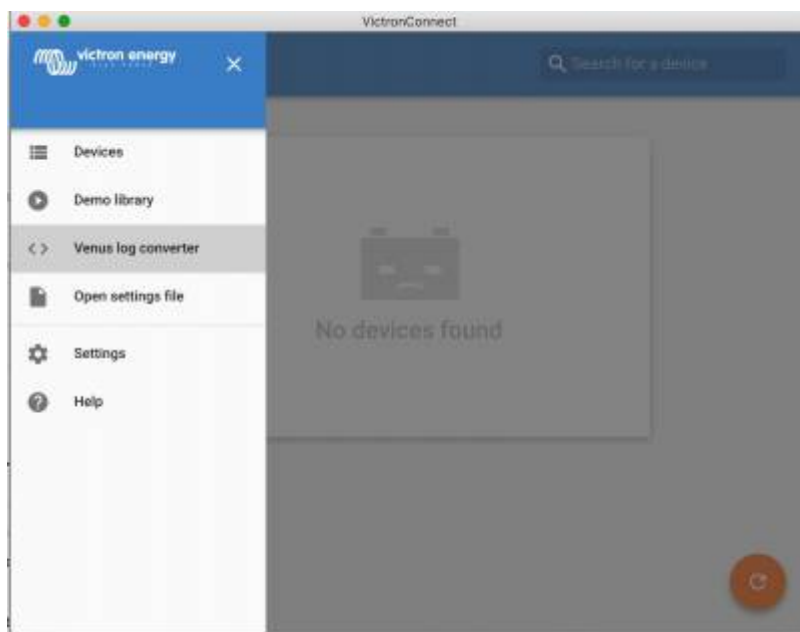 VictronConnect
victron energy
Search for a device
Devices
Demo library
Venus log converter
Open settings file
No devices found
Settings
Help